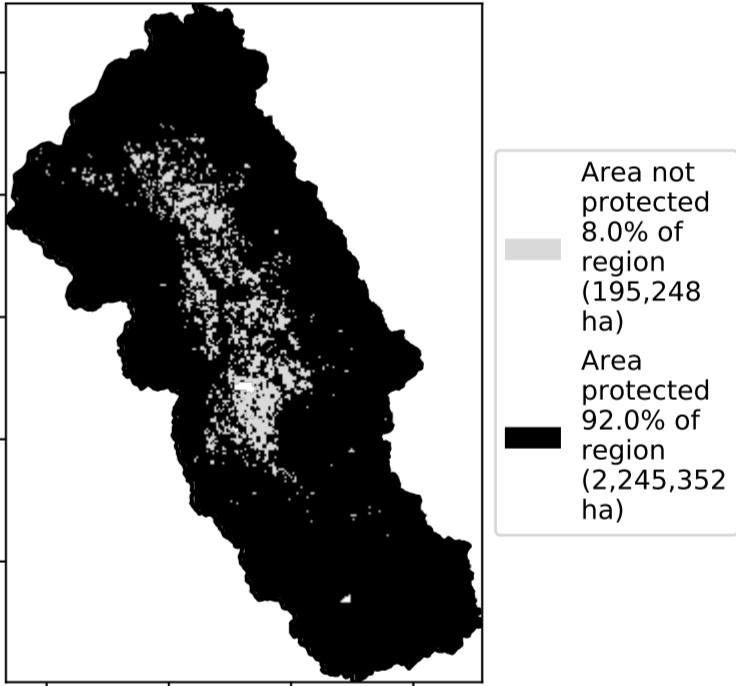 Area not
protected
8.0% of
region
(195,248
ha)
Area
protected
92.0% of
region
(2,245,352
ha)